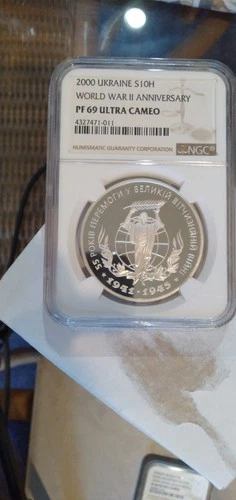 2000 UKRAINE S10H
WORLD WAR II ANNIVERSARY
PF 69 ULTRA CAMEO
4327471-011
NUMISMATIC GUARANTY CORPORATION
NGC
55 РОКІВ ПЕРЕМОГИ У ВЕЛИКІЙ ВІТЧИЗНЯНІЙ ВІЙНІ
1941-1945